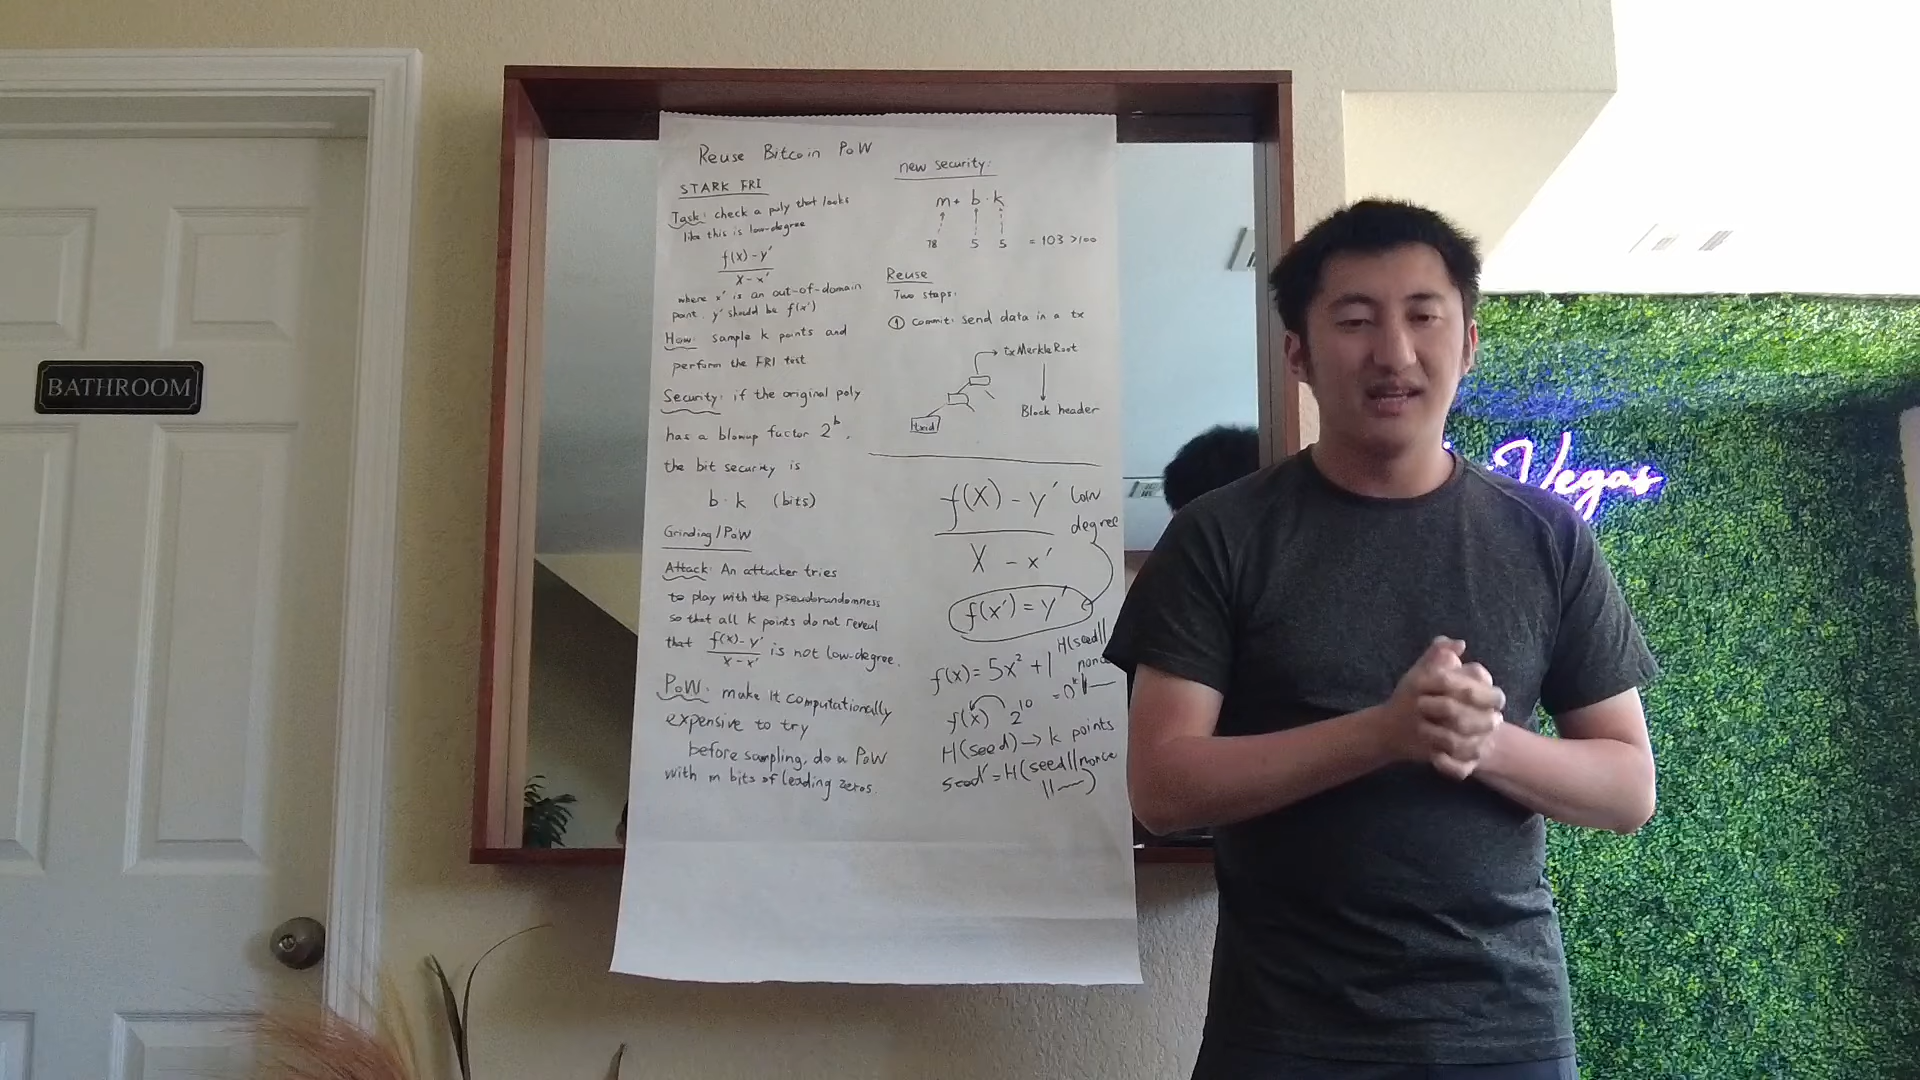 BATHROOM
Reuse Bitcoin PoW
STARK FRI
Task: check a poly that looks
like this is low-degree
f(x) - y'
x - x'
where x' is an out-of-domain
point. y' should be f(x')
How: sample k points and
perform the FRI test
Security: if the original poly
has a blowup factor 2^b,
the bit security is
b · k (bits)
Grinding/PoW
Attack: An attacker tries
to play with the pseudorandomness
so that all k points do not reveal
that f(x)-y' / x-x' is not low-degree.
PoW: make it computationally
expensive to try
before sampling, do a PoW
with m bits of leading zeros.
new security:
m + b · k
78 5 5 = 103 > 100
Reuse
Two steps:
① Commit: send data in a tx
txMerkleRoot
Block header
txid
f(X) - y' low
degree
X - x'
f(x') = y'
f(x) = 5x² + 1
H(seed||
f(x) 2^10
H(seed) → k points
seed' = H(seed||nonce
||—)
Vegas